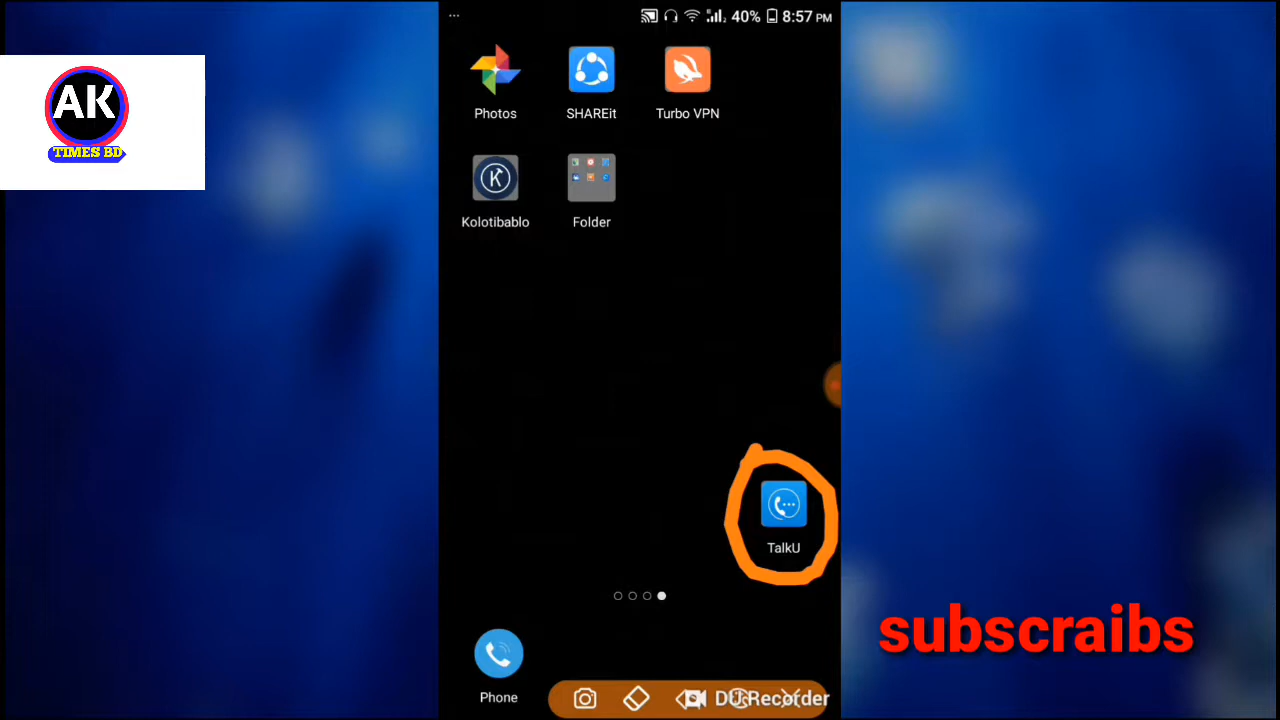 ... 40% 8:57 PM
AK
TIMES BD
Photos SHAREit Turbo VPN
K
Kolotibablo Folder
TalkU
subscraibs
Phone
DU Recorder